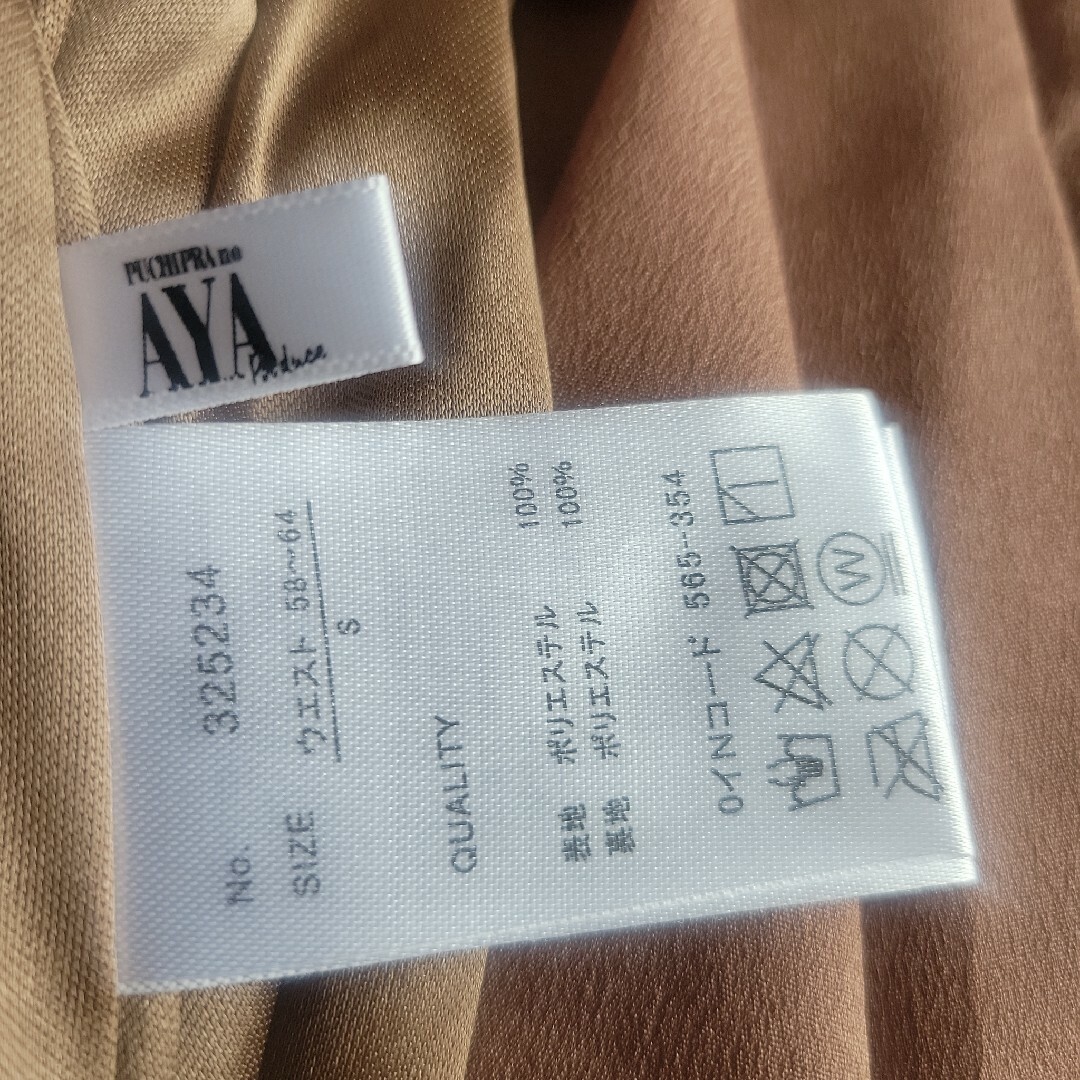 PUCHIPRA no
AYA
Produce
No. 325234
SIZE ウエスト 58~64
S
QUALITY
表地 ポリエステル 100%
裏地 ポリエステル 100%
0イNコード 565-354
W